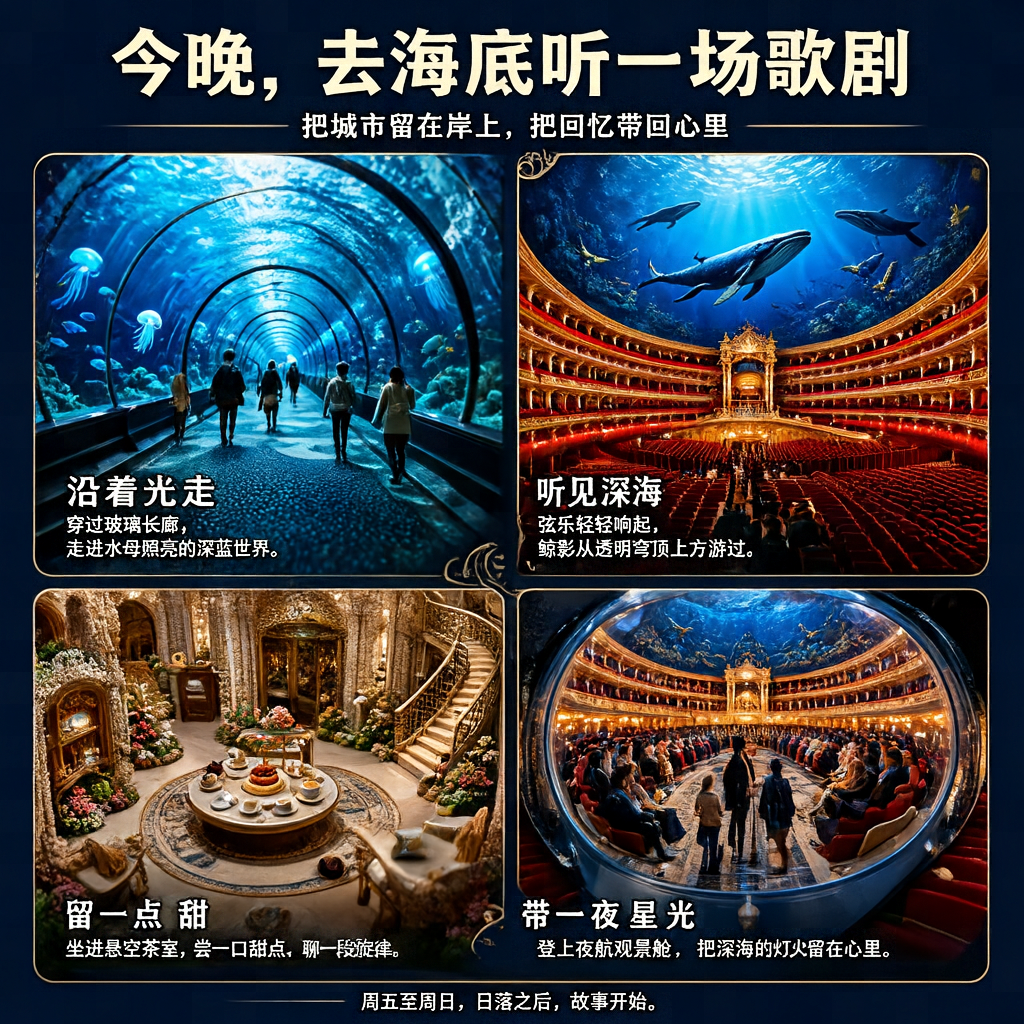 今晚，去海底听一场歌剧
把城市留在岸上，把回忆带回心里
沿着光走
穿过玻璃长廊，
走进水母照亮的深蓝世界。
听见深海
弦乐轻轻响起，
鲸影从透明穹顶上方游过。
留一点 甜
坐进悬空茶室，尝一口甜点，聊一段旋律。
带一夜星光
登上夜航观景舱，把深海的灯火留在心里。
周五至周日，日落之后，故事开始。